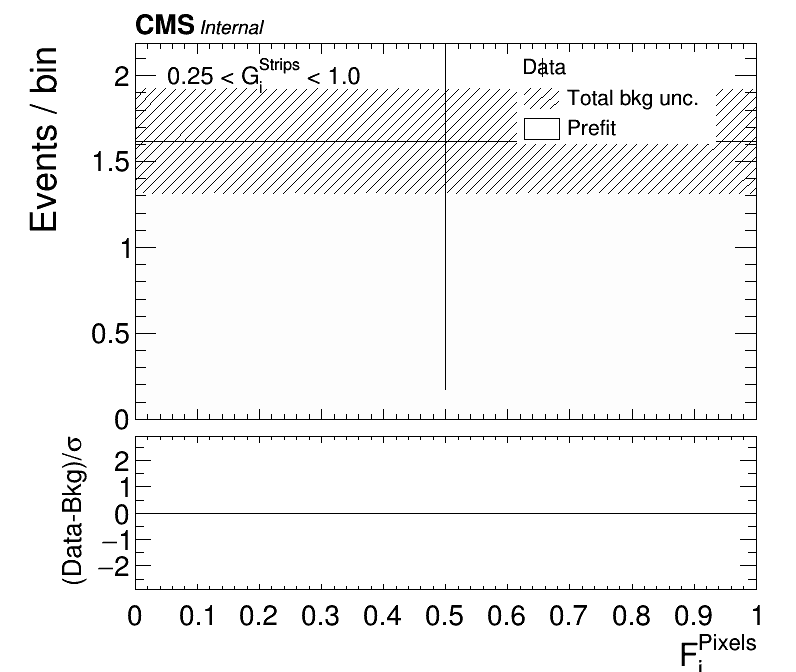 CMS Internal
Events / bin
0.25 < G_i^Strips < 1.0
Data
Total bkg unc.
Prefit
2
1.5
1
0.5
0
(Data-Bkg)/σ
2
1
0
−1
−2
0 0.1 0.2 0.3 0.4 0.5 0.6 0.7 0.8 0.9 1
F_i^Pixels